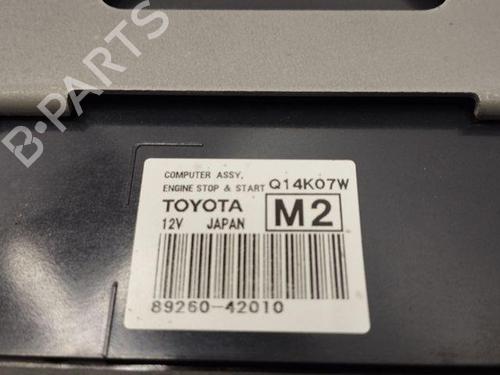 B-PARTS
COMPUTER ASSY,
ENGINE STOP & START Q14K07W
TOYOTA M2
12V JAPAN
89260-42010